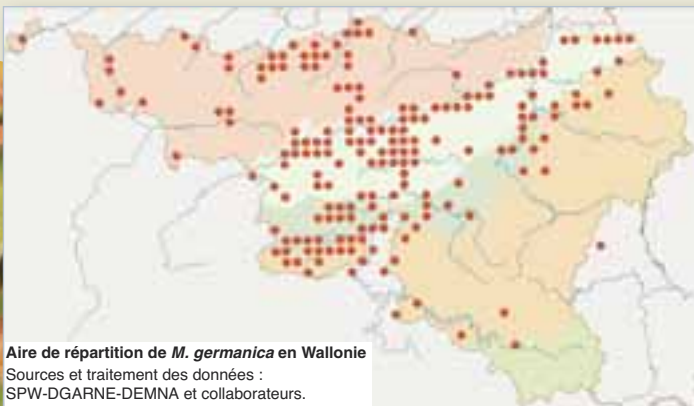 Aire de répartition de M. germanica en Wallonie
Sources et traitement des données :
SPW-DGARNE-DEMNA et collaborateurs.